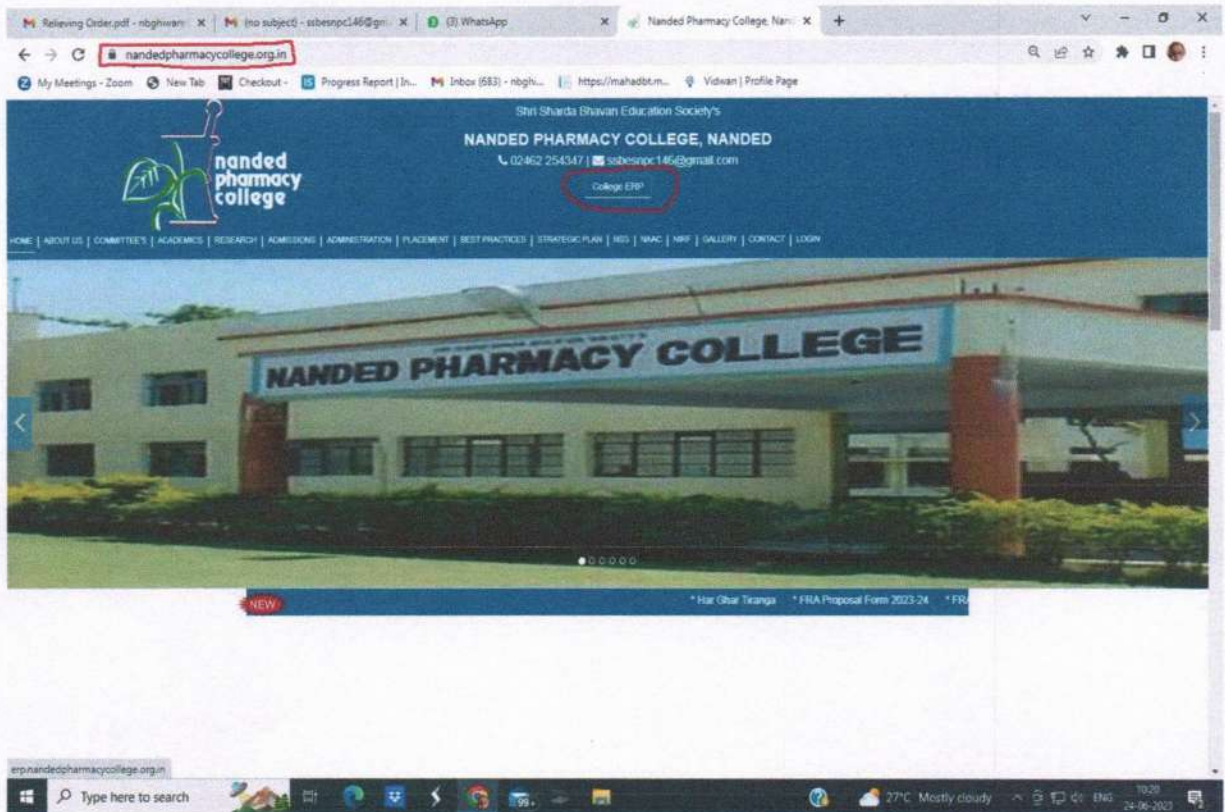 Relieving Order.pdf - nbghwari
(no subject) - ssbesnpc146@gm
(3) WhatsApp
Nanded Pharmacy College, Nan
nandedpharmacycollege.org.in
My Meetings - Zoom
New Tab
Checkout -
Progress Report | In...
Inbox (683) - nbghi...
https://mahadbt.m...
Vidwan | Profile Page
Shri Sharda Bhavan Education Society's
NANDED PHARMACY COLLEGE, NANDED
02462 254347 | ssbesnpc146@gmail.com
College ERP
nanded
pharmacy
college
HOME | ABOUT US | COMMITTEE'S | ACADEMICS | RESEARCH | ADMISSIONS | ADMINISTRATION | PLACEMENT | BEST PRACTICES | STRATEGIC PLAN | NSS | NAAC | NIRF | GALLERY | CONTACT | LOGIN
NANDED PHARMACY COLLEGE
NEW
* Har Ghar Tiranga * FRA Proposal Form 2023-24 * FRA
erp.nandedpharmacycollege.org.in
Type here to search
99+
27°C Mostly cloudy
ENG
10:20
24-06-2023